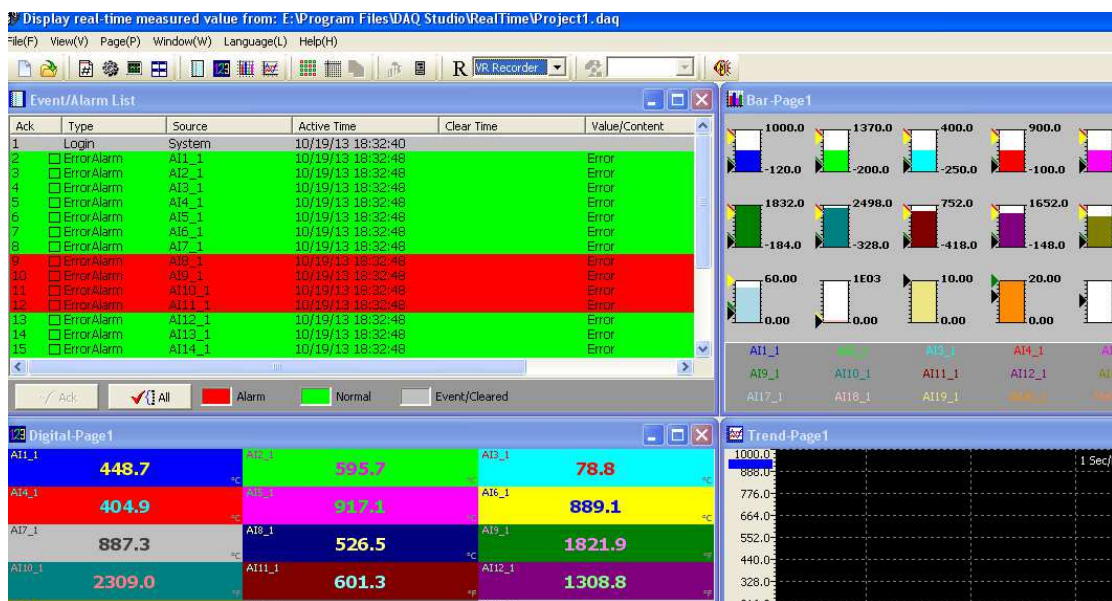 Display real-time measured value from: E:\Program Files\DAQ Studio\RealTime\Project1.daq
File(F) View(V) Page(P) Window(W) Language(L) Help(H)
R VR Recorder
Event/Alarm List
Ack Type Source Active Time Clear Time Value/Content
1 Login System 10/19/13 18:32:40
2 ErrorAlarm AI1_1 10/19/13 18:32:48 Error
3 ErrorAlarm AI2_1 10/19/13 18:32:48 Error
4 ErrorAlarm AI3_1 10/19/13 18:32:48 Error
5 ErrorAlarm AI4_1 10/19/13 18:32:48 Error
6 ErrorAlarm AI5_1 10/19/13 18:32:48 Error
7 ErrorAlarm AI6_1 10/19/13 18:32:48 Error
8 ErrorAlarm AI7_1 10/19/13 18:32:48 Error
9 ErrorAlarm AI8_1 10/19/13 18:32:48 Error
10 ErrorAlarm AI9_1 10/19/13 18:32:48 Error
11 ErrorAlarm AI10_1 10/19/13 18:32:48 Error
12 ErrorAlarm AI11_1 10/19/13 18:32:48 Error
13 ErrorAlarm AI12_1 10/19/13 18:32:48 Error
14 ErrorAlarm AI13_1 10/19/13 18:32:48 Error
15 ErrorAlarm AI14_1 10/19/13 18:32:48 Error
Ack All Alarm Normal Event/Cleared
Bar-Page1
1000.0 1370.0 400.0 900.0
-120.0 -200.0 -250.0 -100.0
1832.0 2498.0 752.0 1652.0
-184.0 -328.0 -418.0 -148.0
60.00 1E03 10.00 20.00
0.00 0.00 0.00 0.00
AI1_1 AI3_1 AI4_1
AI9_1 AI10_1 AI11_1 AI12_1
AI17_1 AI18_1 AI19_1
Digital-Page1
AI1_1 AI2_1 AI3_1
448.7 °C 595.7 °C 78.8 °C
AI4_1 AI5_1 AI6_1
404.9 °C 917.1 °C 889.1 °C
AI7_1 AI8_1 AI9_1
887.3 °C 526.5 °C 1821.9 °F
AI10_1 AI11_1 AI12_1
2309.0 °F 601.3 °F 1308.8 °F
Trend-Page1
1000.0
888.0
1 Sec/
776.0
664.0
552.0
440.0
328.0